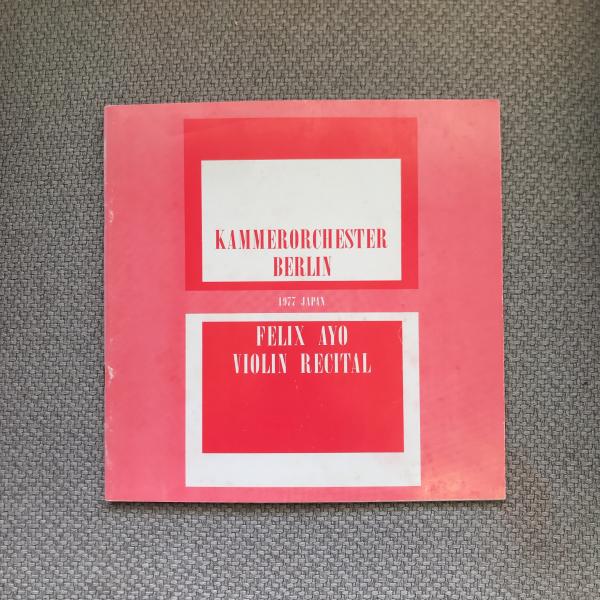 KAMMERORCHESTER
BERLIN
1977 JAPAN
FELIX AYO
VIOLIN RECITAL